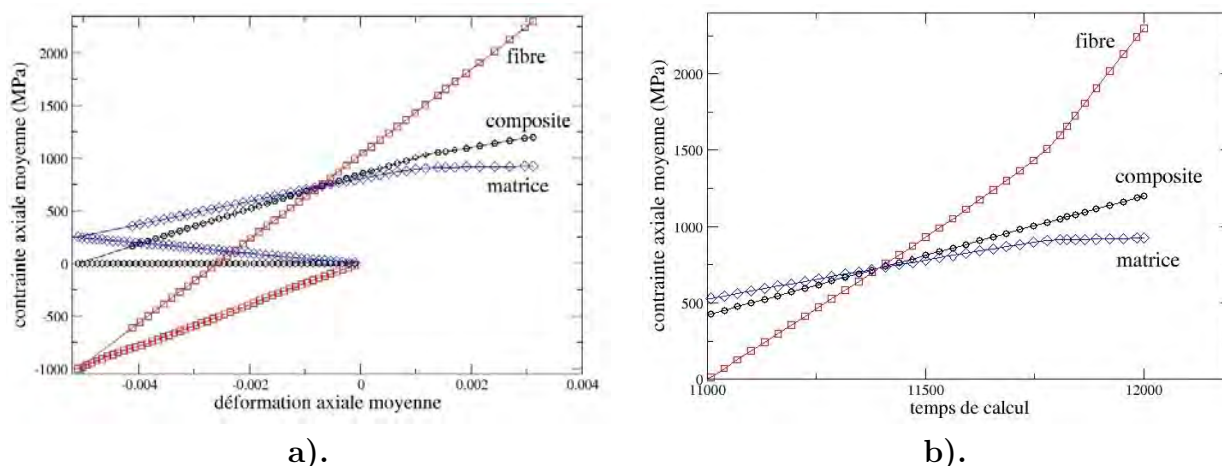 contrainte axiale moyenne (MPa)
2000
1500
1000
500
0
-500
-1000
fibre
composite
matrice
-0.004
-0.002
0
0.002
0.004
déformation axiale moyenne
a).
contrainte axiale moyenne (MPa)
2000
1500
1000
500
0
fibre
composite
matrice
11000
11500
12000
temps de calcul
b).